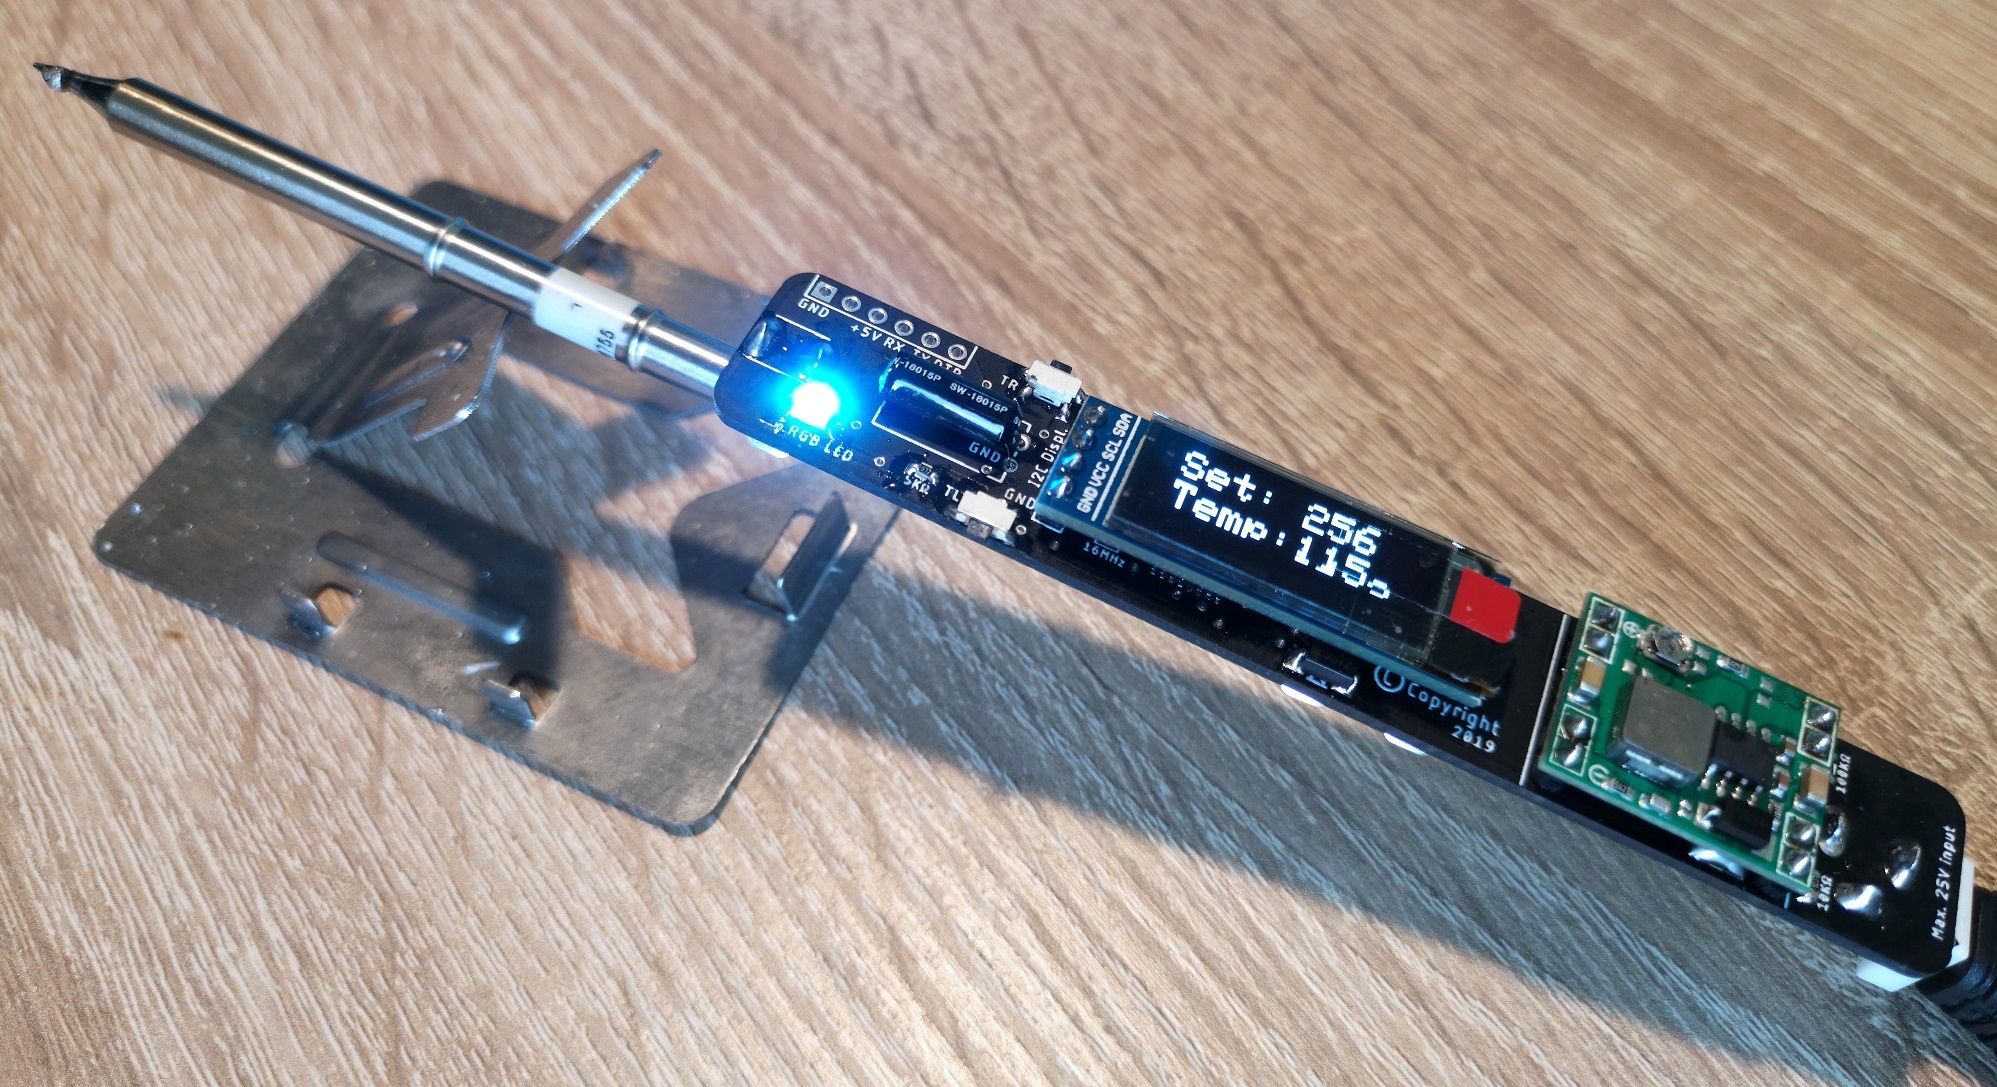 GND
+5V RX TX DTR
TR
W-18015P SW-18015P
GND
RGB LED
5KΩ
TL
GND
I2C Displ.
GND VCC SCL SDA
Set: 256
Temp:115
16MHz
Copyright
2019
100KΩ
10KΩ
Max. 25V input